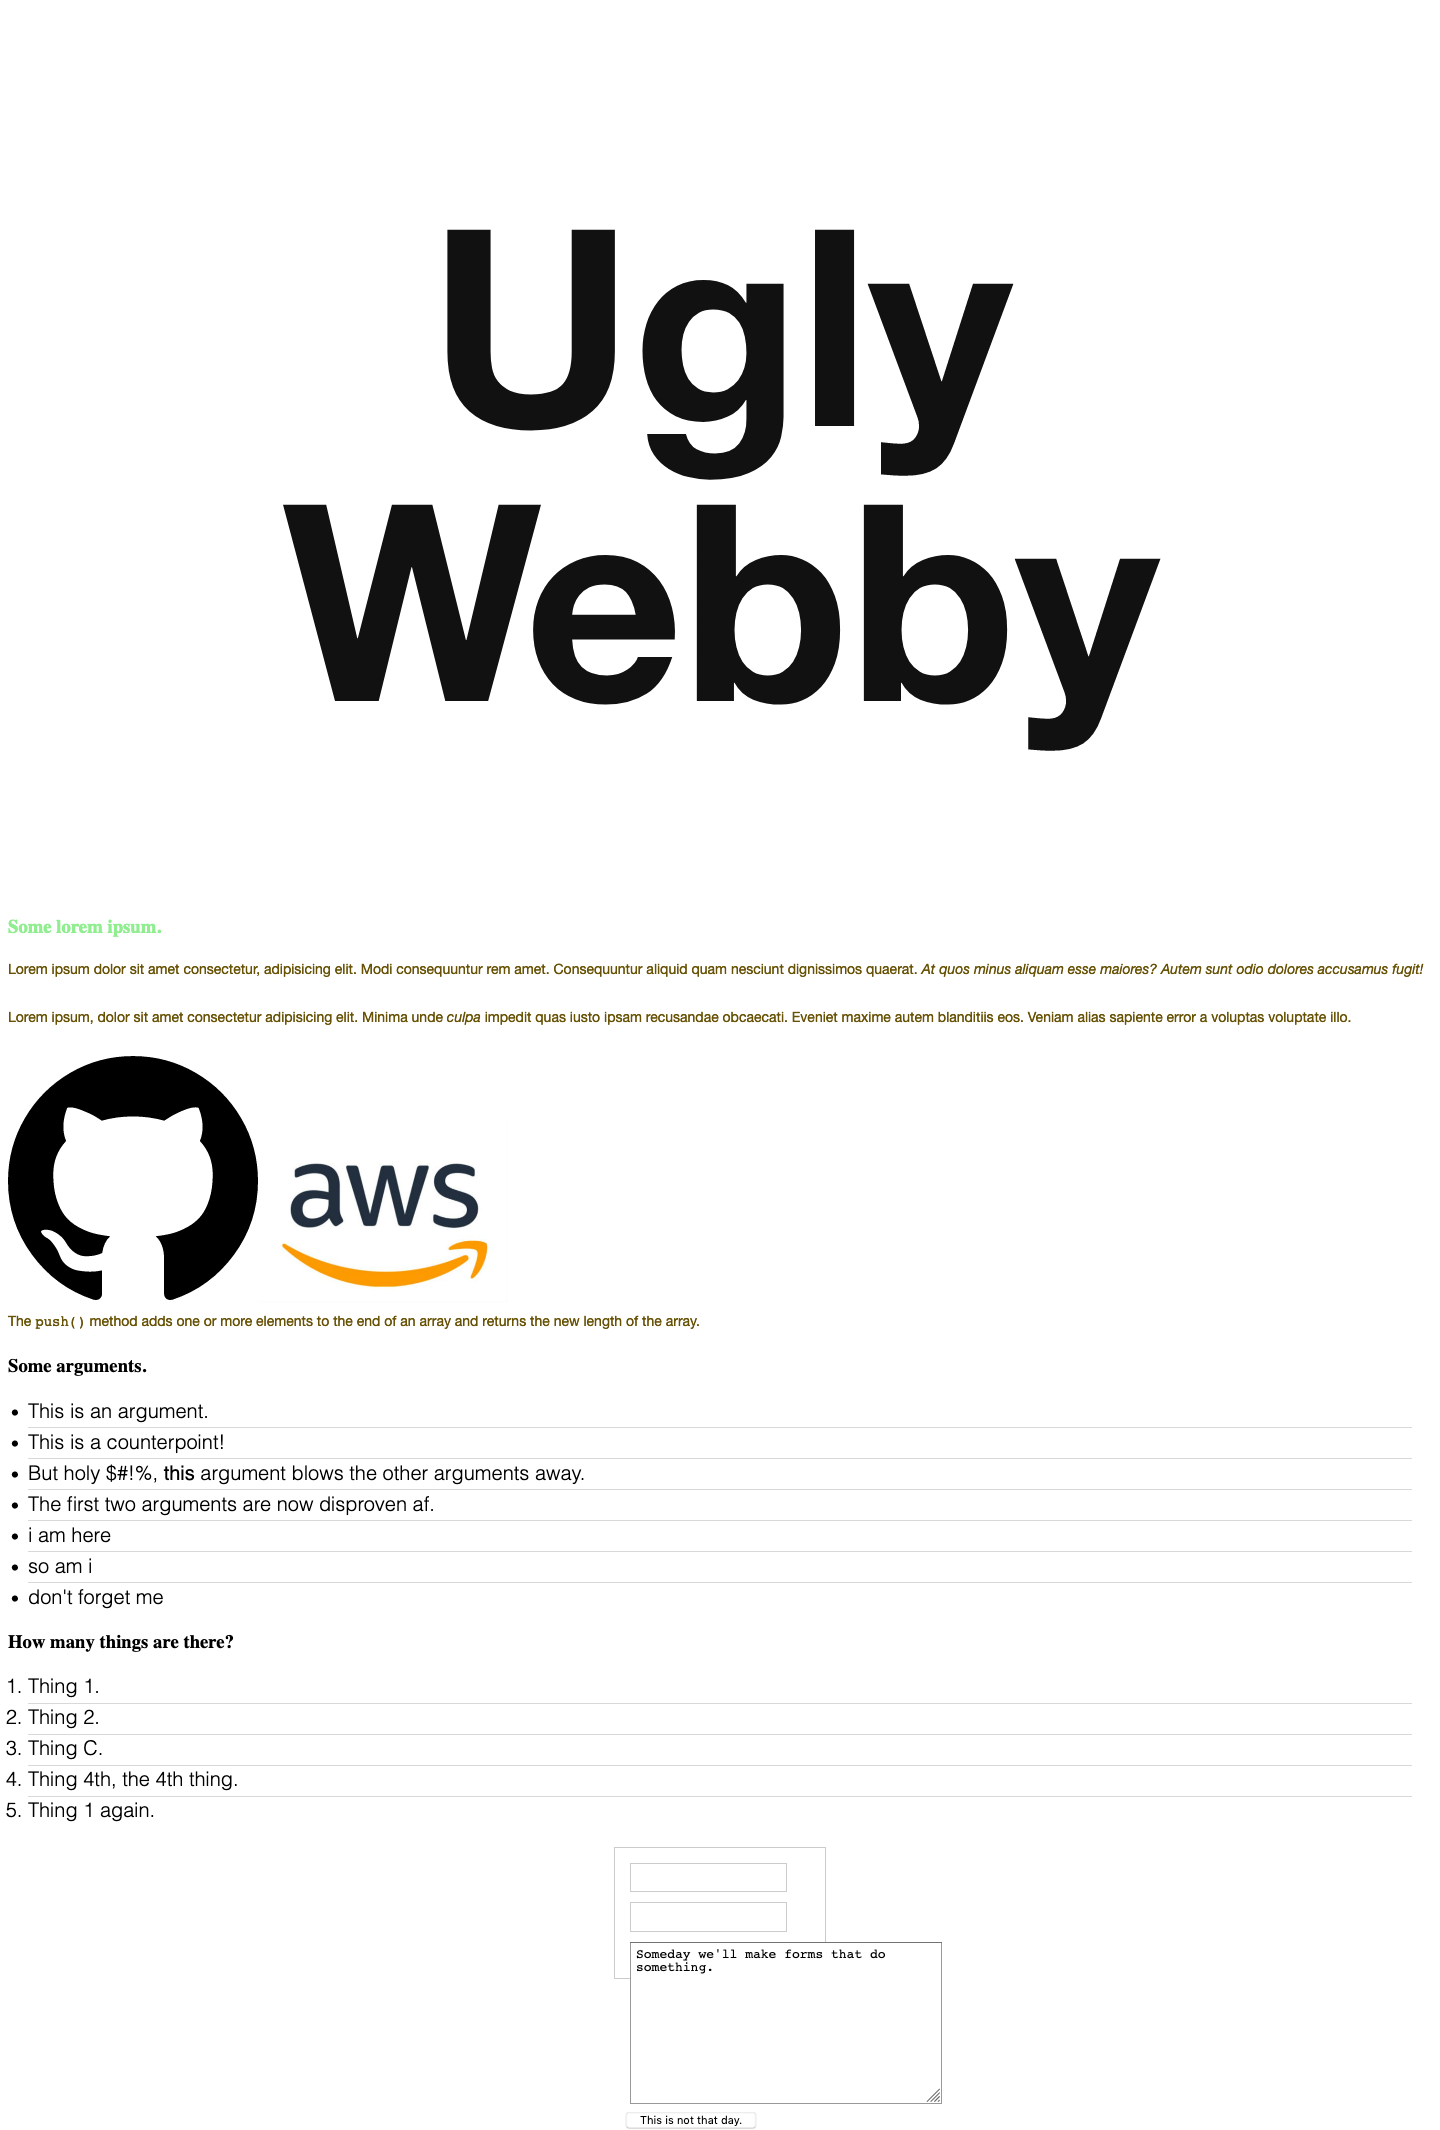 Ugly
Webby
Some lorem ipsum.
Lorem ipsum dolor sit amet consectetur, adipisicing elit. Modi consequuntur rem amet. Consequuntur aliquid quam nesciunt dignissimos quaerat. At quos minus aliquam esse maiores? Autem sunt odio dolores accusamus fugit!
Lorem ipsum, dolor sit amet consectetur adipisicing elit. Minima unde culpa impedit quas iusto ipsam recusandae obcaecati. Eveniet maxime autem blanditiis eos. Veniam alias sapiente error a voluptas voluptate illo.
aws
The push() method adds one or more elements to the end of an array and returns the new length of the array.
Some arguments.
• This is an argument.
• This is a counterpoint!
• But holy $#!%, this argument blows the other arguments away.
• The first two arguments are now disproven af.
• i am here
• so am i
• don't forget me
How many things are there?
1. Thing 1.
2. Thing 2.
3. Thing C.
4. Thing 4th, the 4th thing.
5. Thing 1 again.
Someday we'll make forms that do
something.
This is not that day.